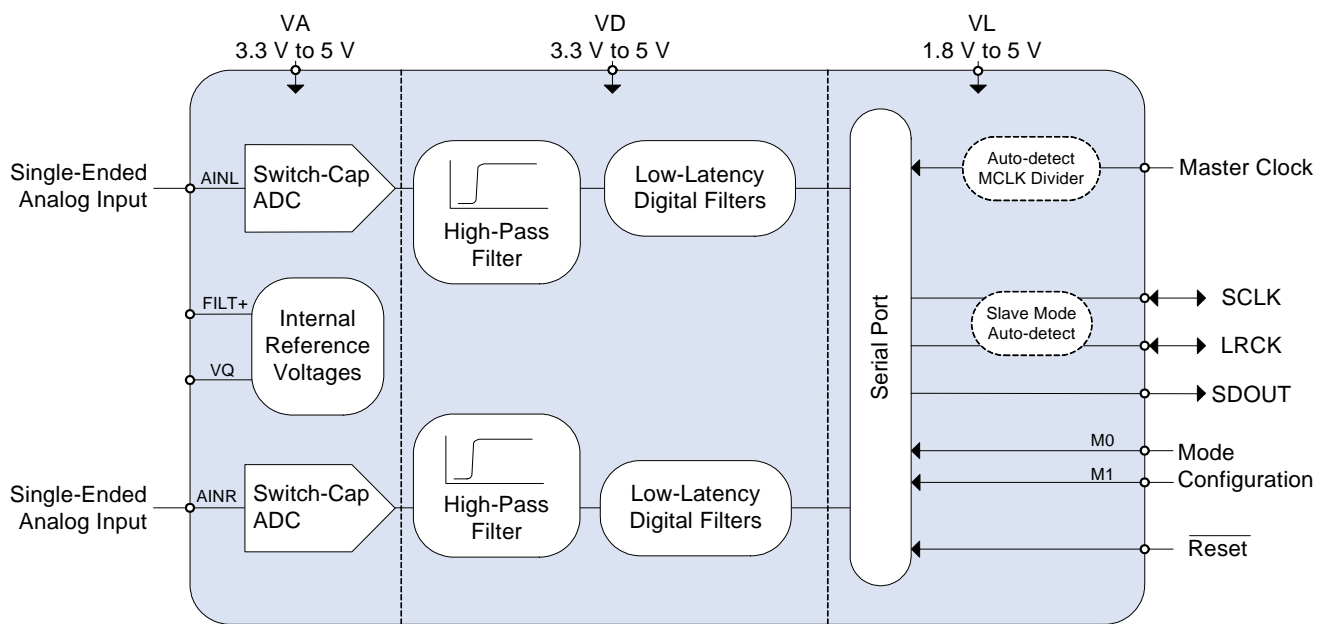 VA
3.3 V to 5 V
VD
3.3 V to 5 V
VL
1.8 V to 5 V
Single-Ended
Analog Input
AINL
Switch-Cap
ADC
High-Pass
Filter
Low-Latency
Digital Filters
Auto-detect
MCLK Divider
Master Clock
FILT+
VQ
Internal
Reference
Voltages
Serial Port
Slave Mode
Auto-detect
SCLK
LRCK
SDOUT
Single-Ended
Analog Input
AINR
Switch-Cap
ADC
High-Pass
Filter
Low-Latency
Digital Filters
M0
M1
Mode
Configuration
Reset